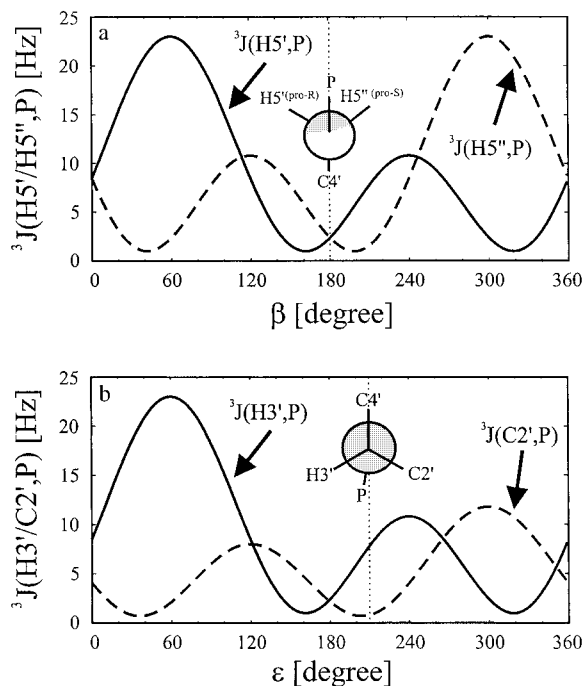 a
³J(H5'/H5",P) [Hz]
25
20
15
10
5
0
³J(H5',P)
P
H5'(pro-R)
H5"(pro-S)
C4'
³J(H5",P)
0 60 120 180 240 300 360
β [degree]
b
³J(H3'/C2',P) [Hz]
25
20
15
10
5
0
³J(H3',P)
C4'
H3'
C2'
P
³J(C2',P)
0 60 120 180 240 300 360
ε [degree]